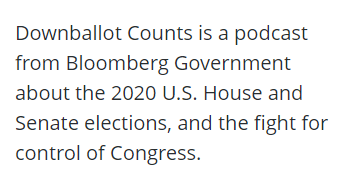 Downballot Counts is a podcast
from Bloomberg Government
about the 2020 U.S. House and
Senate elections, and the fight for
control of Congress.